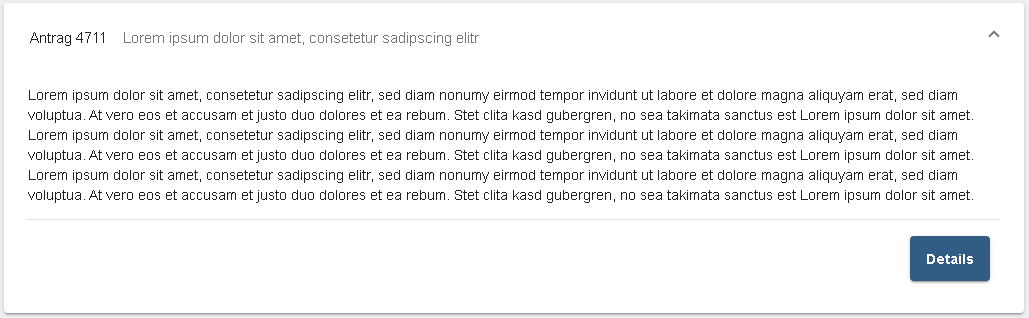 Antrag 4711 Lorem ipsum dolor sit amet, consetetur sadipscing elitr
Lorem ipsum dolor sit amet, consetetur sadipscing elitr, sed diam nonumy eirmod tempor invidunt ut labore et dolore magna aliquyam erat, sed diam
voluptua. At vero eos et accusam et justo duo dolores et ea rebum. Stet clita kasd gubergren, no sea takimata sanctus est Lorem ipsum dolor sit amet.
Lorem ipsum dolor sit amet, consetetur sadipscing elitr, sed diam nonumy eirmod tempor invidunt ut labore et dolore magna aliquyam erat, sed diam
voluptua. At vero eos et accusam et justo duo dolores et ea rebum. Stet clita kasd gubergren, no sea takimata sanctus est Lorem ipsum dolor sit amet.
Lorem ipsum dolor sit amet, consetetur sadipscing elitr, sed diam nonumy eirmod tempor invidunt ut labore et dolore magna aliquyam erat, sed diam
voluptua. At vero eos et accusam et justo duo dolores et ea rebum. Stet clita kasd gubergren, no sea takimata sanctus est Lorem ipsum dolor sit amet.
Details